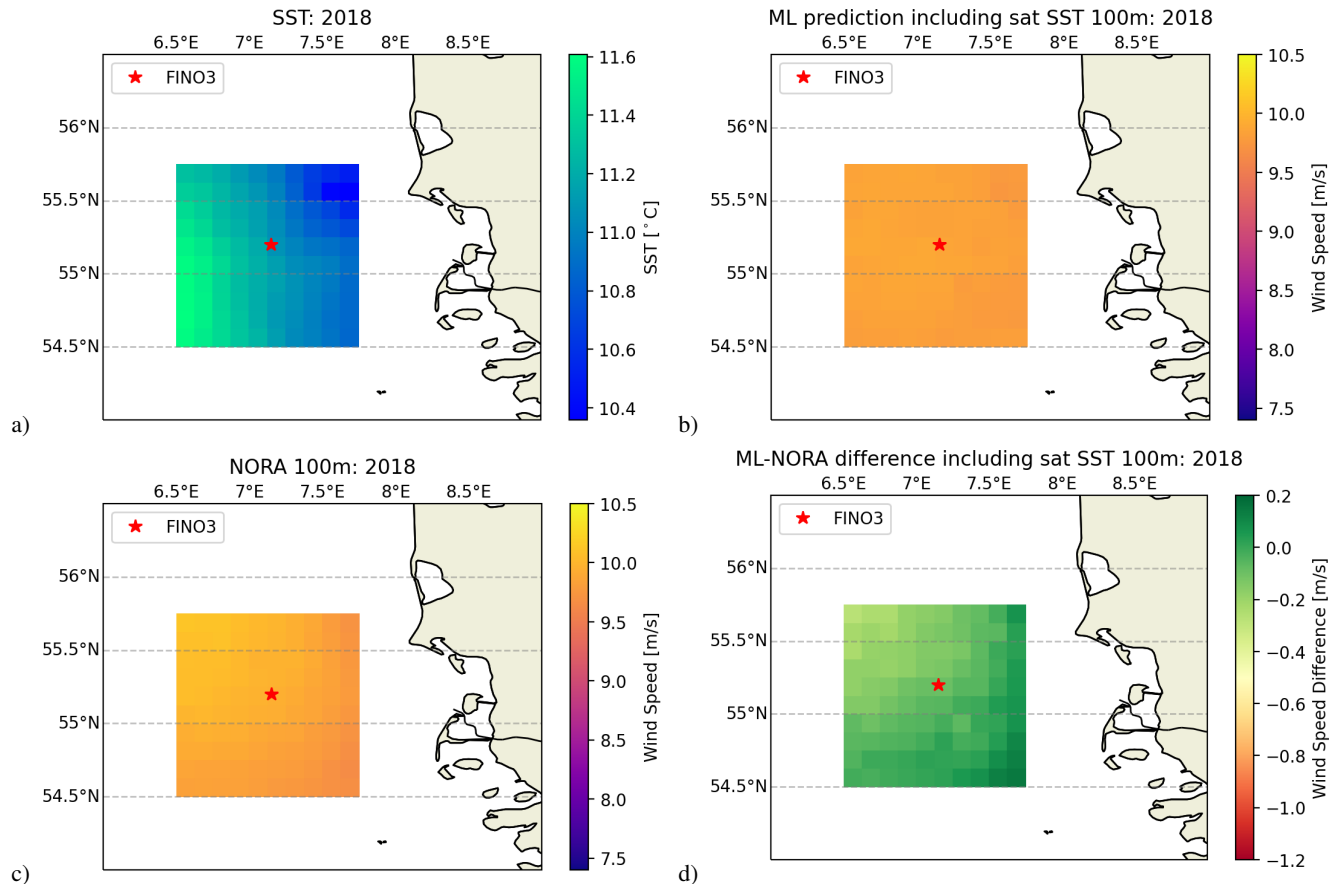 SST: 2018
6.5°E 7°E 7.5°E 8°E 8.5°E
FINO3
56°N
55.5°N
55°N
54.5°N
11.6
11.4
11.2
11.0
10.8
10.6
10.4
SST [°C]
a)
ML prediction including sat SST 100m: 2018
6.5°E 7°E 7.5°E 8°E 8.5°E
FINO3
56°N
55.5°N
55°N
54.5°N
10.5
10.0
9.5
9.0
8.5
8.0
7.5
Wind Speed [m/s]
b)
NORA 100m: 2018
6.5°E 7°E 7.5°E 8°E 8.5°E
FINO3
56°N
55.5°N
55°N
54.5°N
10.5
10.0
9.5
9.0
8.5
8.0
7.5
Wind Speed [m/s]
c)
ML-NORA difference including sat SST 100m: 2018
6.5°E 7°E 7.5°E 8°E 8.5°E
FINO3
56°N
55.5°N
55°N
54.5°N
0.2
0.0
−0.2
−0.4
−0.6
−0.8
−1.0
−1.2
Wind Speed Difference [m/s]
d)